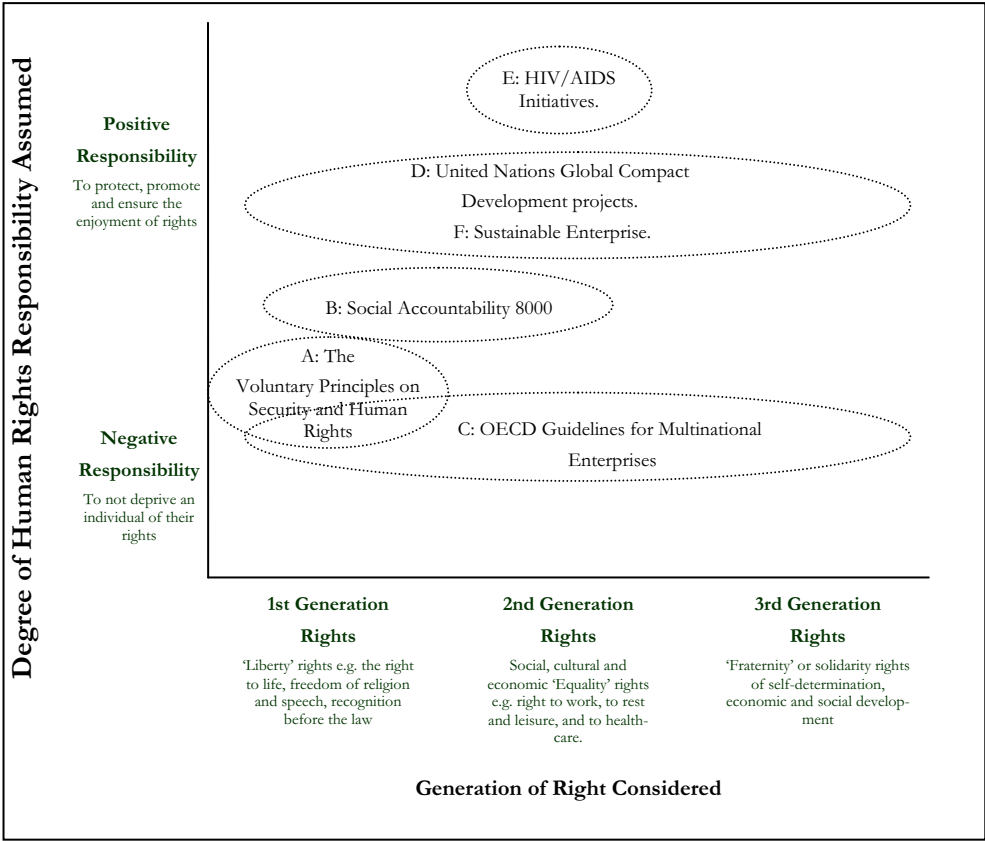 Degree of Human Rights Responsibility Assumed
Positive
Responsibility
To protect, promote
and ensure the
enjoyment of rights
Negative
Responsibility
To not deprive an
individual of their
rights
E: HIV/AIDS
Initiatives.
D: United Nations Global Compact
Development projects.
F: Sustainable Enterprise.
B: Social Accountability 8000
A: The
Voluntary Principles on
Security and Human
Rights
C: OECD Guidelines for Multinational
Enterprises
1st Generation
Rights
‘Liberty’ rights e.g. the right
to life, freedom of religion
and speech, recognition
before the law
2nd Generation
Rights
Social, cultural and
economic ‘Equality’ rights
e.g. right to work, to rest
and leisure, and to health-
care.
3rd Generation
Rights
‘Fraternity’ or solidarity rights
of self-determination,
economic and social develop-
ment
Generation of Right Considered